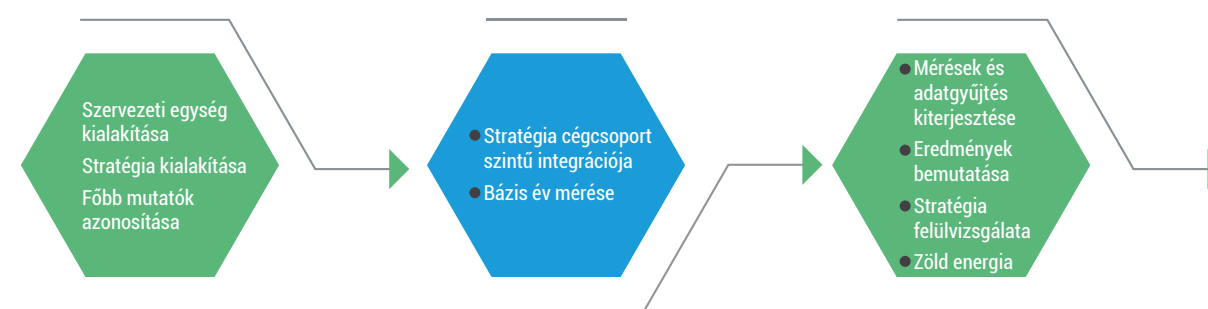 Szervezeti egység
kialakítása
Stratégia kialakítása
Főbb mutatók
azonosítása
● Stratégia cégcsoport
szintű integrációja
● Bázis év mérése
● Mérések és
adatgyűjtés
kiterjesztése
● Eredmények
bemutatása
● Stratégia
felülvizsgálata
● Zöld energia